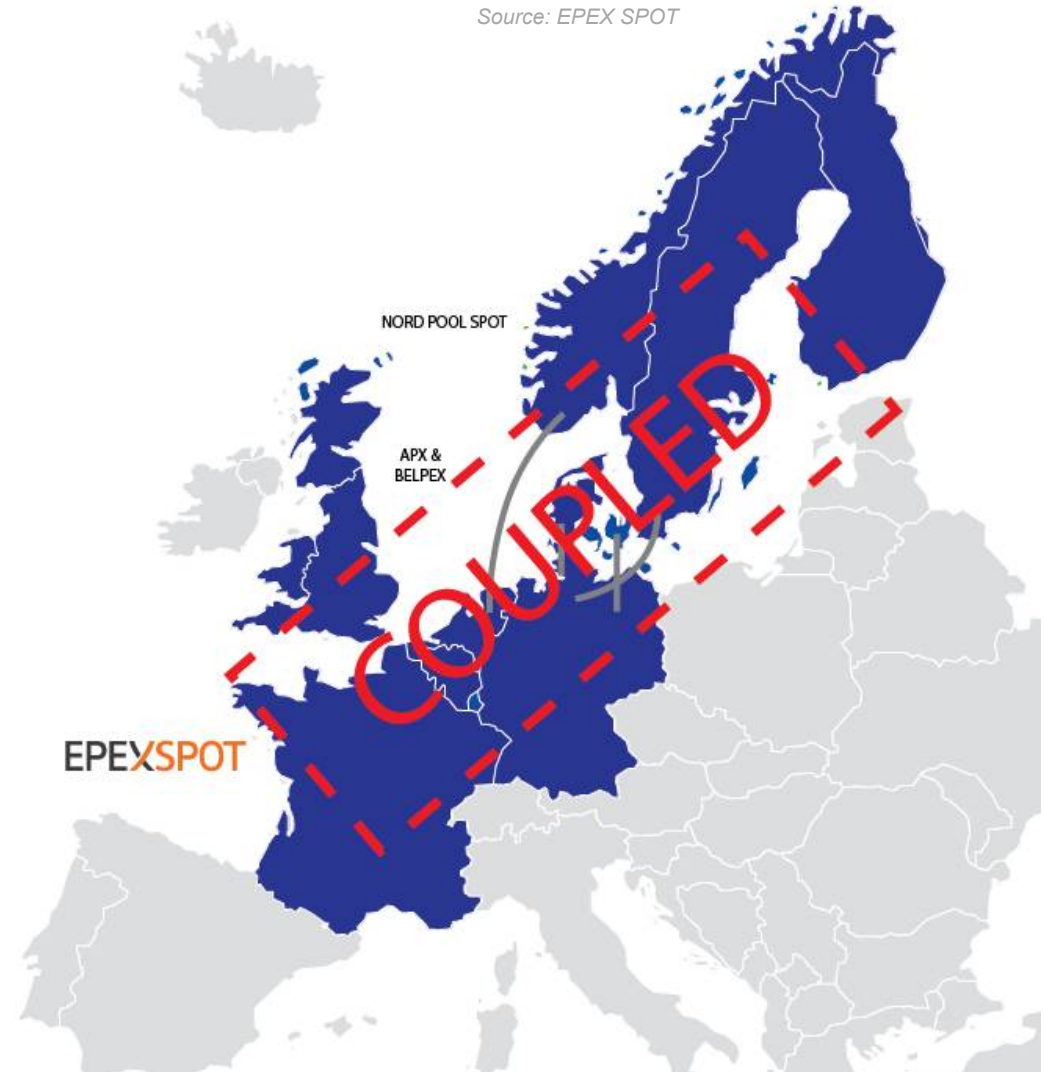 Source: EPEX SPOT
NORD POOL SPOT
APX &
BELPEX
COUPLED
EPEXSPOT